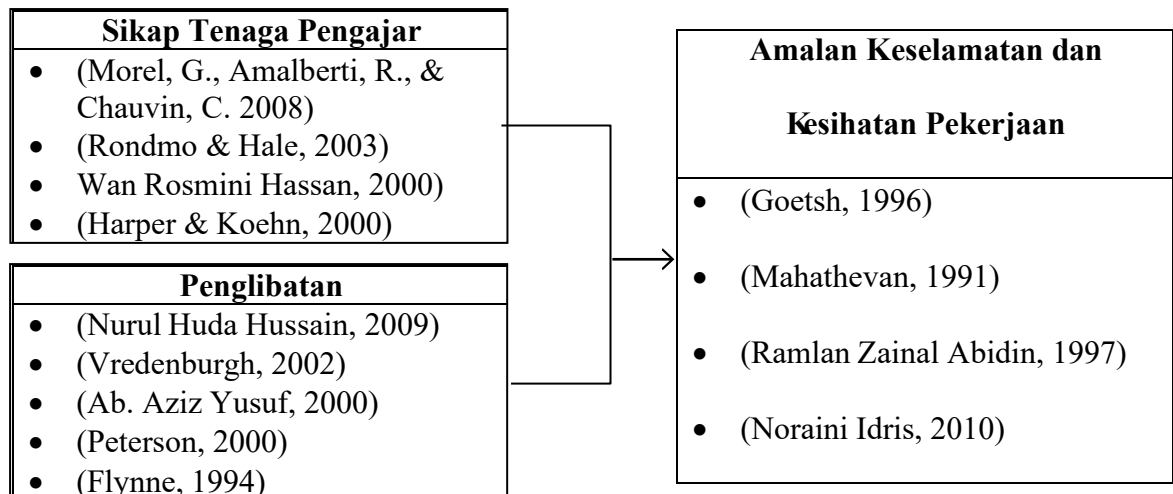 Sikap Tenaga Pengajar
• (Morel, G., Amalberti, R., &
Chauvin, C. 2008)
• (Rondmo & Hale, 2003)
• Wan Rosmini Hassan, 2000)
• (Harper & Koehn, 2000)
Penglibatan
• (Nurul Huda Hussain, 2009)
• (Vredenburgh, 2002)
• (Ab. Aziz Yusuf, 2000)
• (Peterson, 2000)
• (Flynne, 1994)
Amalan Keselamatan dan
Kesihatan Pekerjaan
• (Goetsh, 1996)
• (Mahathevan, 1991)
• (Ramlan Zainal Abidin, 1997)
• (Noraini Idris, 2010)